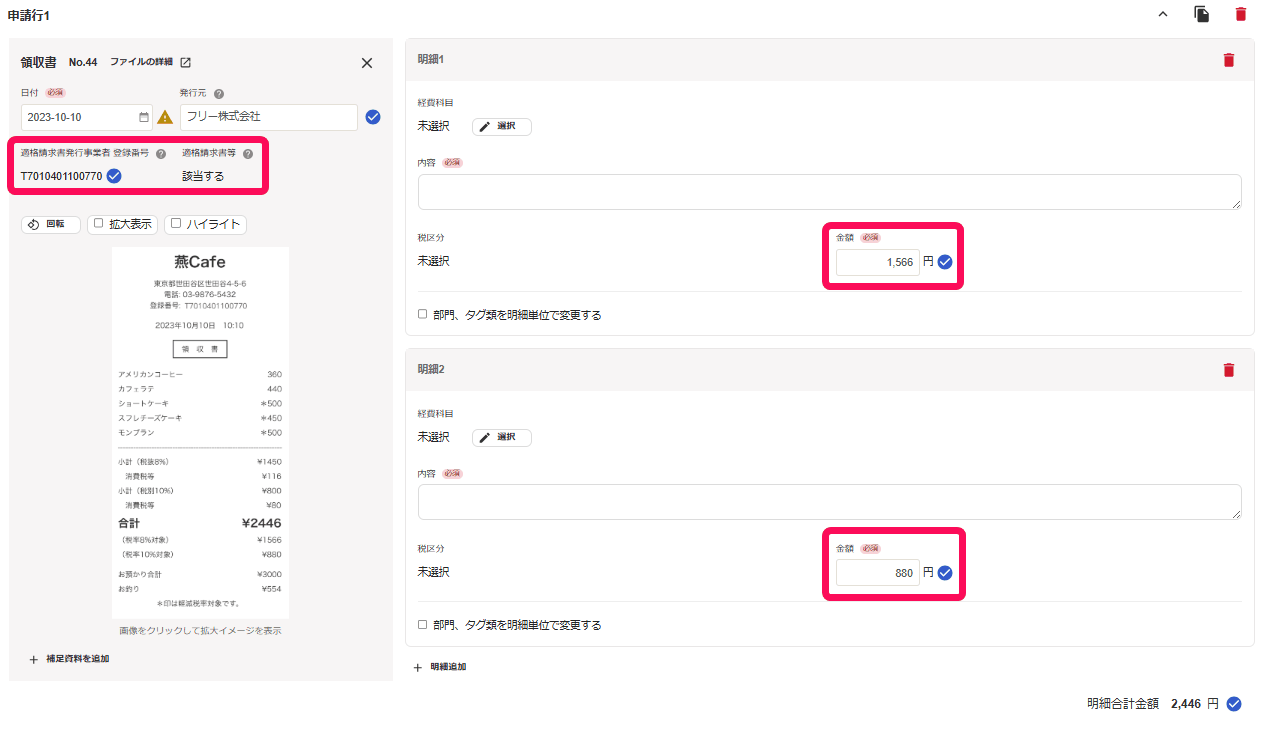 申請行1
領収書 No.44 ファイルの詳細
日付 必須 発行元
2023-10-10 フリー株式会社
適格請求書発行事業者 登録番号 適格請求書等
T7010401100770 該当する
回転 拡大表示 ハイライト
燕Cafe
東京都世田谷区世田谷4-5-6
電話: 03-9876-5432
登録番号: T7010401100770
2023年10月10日 10:10
領 収 書
アメリカンコーヒー 360
カフェラテ 440
ショートケーキ ＊500
スフレチーズケーキ ＊450
モンブラン ＊500
小計（税抜8%） ¥1450
消費税等 ¥116
小計（税別10%） ¥800
消費税等 ¥80
合計 ¥2446
（税率8%対象） ¥1566
（税率10%対象） ¥880
お預かり合計 ¥3000
お釣り ¥554
＊印は軽減税率対象です。
画像をクリックして拡大イメージを表示
＋ 補足資料を追加
明細1
経費科目
未選択 選択
内容 必須
税区分 金額 必須
未選択 1,566 円
部門、タグ類を明細単位で変更する
明細2
経費科目
未選択 選択
内容 必須
税区分 金額 必須
未選択 880 円
部門、タグ類を明細単位で変更する
＋ 明細追加
明細合計金額 2,446 円